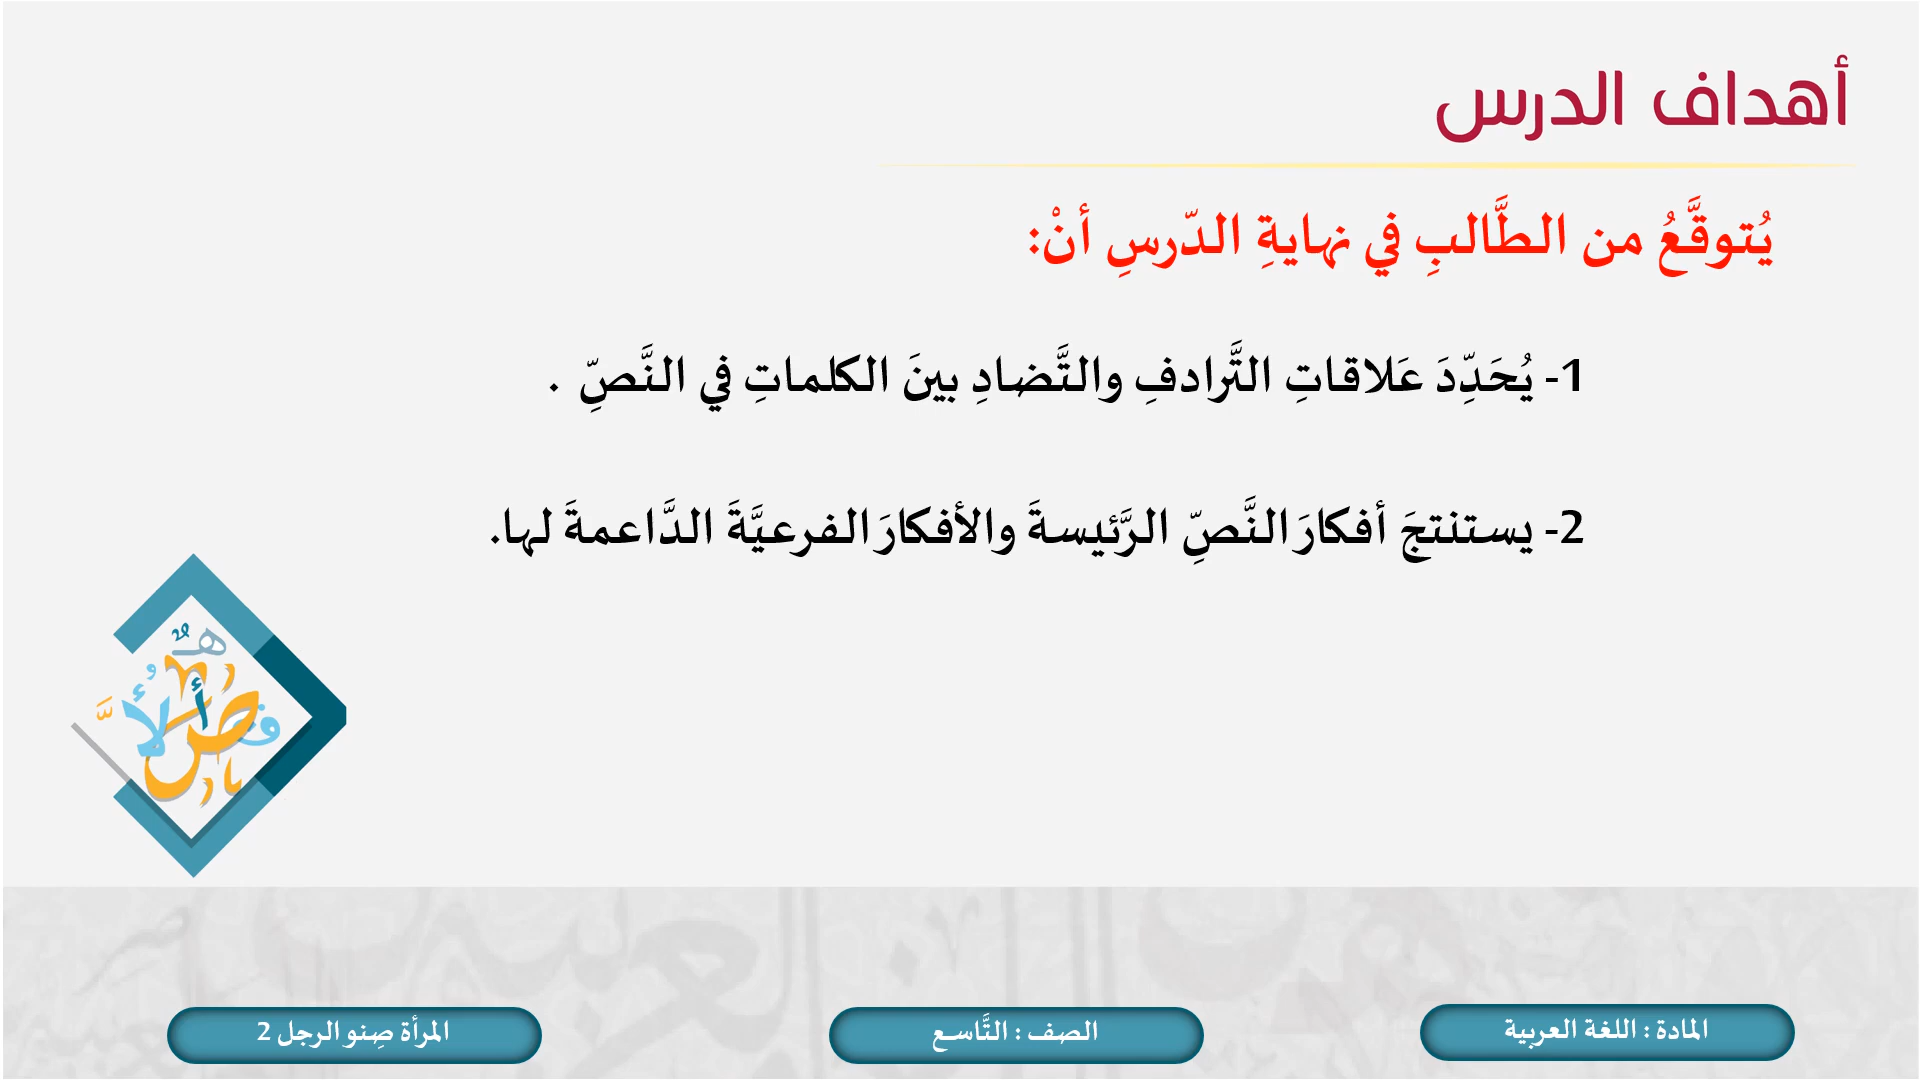 أهداف الدرس
يُتوقَّعُ من الطَّالبِ في نهايةِ الدّرسِ أنْ:
1- يُحَدِّدَ عَلاقاتِ التَّرادفِ والتَّضادِ بينَ الكلماتِ في النَّصِّ .
2- يستنتجَ أفكارَ النَّصِّ الرَّئيسةَ والأفكارَ الفرعيَّةَ الدَّاعمةَ لها.
المادة : اللغة العربية
الصف : التَّاسع
المرأة صِنو الرجل 2